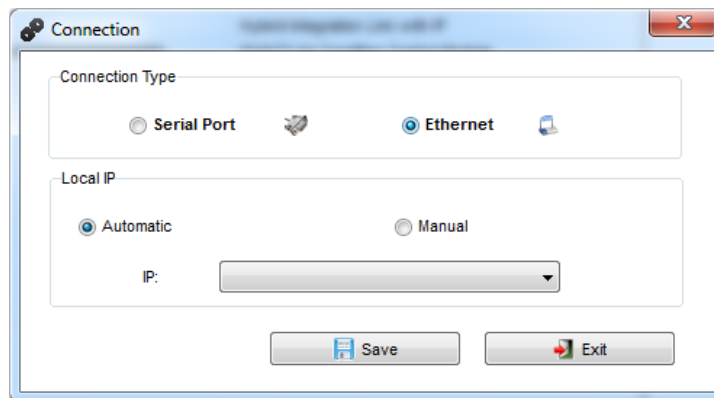 Connection
Connection Type
Serial Port Ethernet
Local IP
Automatic Manual
IP:
Save Exit